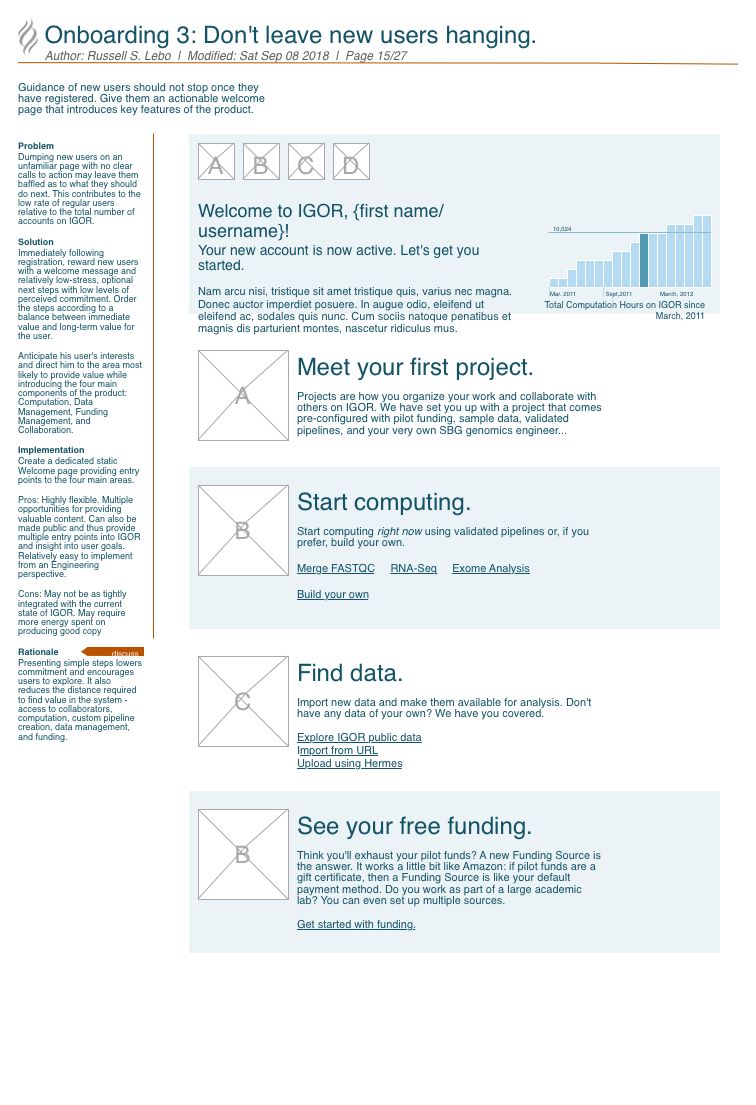 Onboarding 3: Don't leave new users hanging.
Author: Russell S. Lebo I Modified: Sat Sep 08 2018 I Page 15/27
Guidance of new users should not stop once they
have registered. Give them an actionable welcome
page that introduces key features of the product.
Problem
Dumping new users on an
unfamiliar page with no clear
calls to action may leave them
baffled as to what they should
do next. This contributes to the
low rate of regular users
relative to the total number of
accounts on IGOR.
Solution
Immediately following
registration, reward new users
with a welcome message and
relatively low-stress, optional
next steps with low levels of
perceived commitment. Order
the steps according to a
balance between immediate
value and long-term value for
the user.
Anticipate his user's interests
and direct him to the area most
likely to provide value while
introducing the four main
components of the product:
Computation, Data
Management, Funding
Management, and
Collaboration.
Implementation
Create a dedicated static
Welcome page providing entry
points to the four main areas.
Pros: Highly flexible. Multiple
opportunities for providing
valuable content. Can also be
made public and thus provide
multiple entry points into IGOR
and insight into user goals.
Relatively easy to implement
from an Engineering
perspective.
Cons: May not be as tightly
integrated with the current
state of IGOR. May require
more energy spent on
producing good copy
Rationale
discuss
Presenting simple steps lowers
commitment and encourages
users to explore. It also
reduces the distance required
to find value in the system -
access to collaborators,
computation, custom pipeline
creation, data management,
and funding.
A B C D
Welcome to IGOR, {first name/
username}!
Your new account is now active. Let's get you
started.
Nam arcu nisi, tristique sit amet tristique quis, varius nec magna.
Donec auctor imperdiet posuere. In augue odio, eleifend ut
eleifend ac, sodales quis nunc. Cum sociis natoque penatibus et
magnis dis parturient montes, nascetur ridiculus mus.
10,024
Mar. 2011 Sept,2011 March, 2012
Total Computation Hours on IGOR since
March, 2011
A
Meet your first project.
Projects are how you organize your work and collaborate with
others on IGOR. We have set you up with a project that comes
pre-configured with pilot funding, sample data, validated
pipelines, and your very own SBG genomics engineer...
B
Start computing.
Start computing right now using validated pipelines or, if you
prefer, build your own.
Merge FASTQC RNA-Seq Exome Analysis
Build your own
C
Find data.
Import new data and make them available for analysis. Don't
have any data of your own? We have you covered.
Explore IGOR public data
Import from URL
Upload using Hermes
B
See your free funding.
Think you'll exhaust your pilot funds? A new Funding Source is
the answer. It works a little bit like Amazon: if pilot funds are a
gift certificate, then a Funding Source is like your default
payment method. Do you work as part of a large academic
lab? You can even set up multiple sources.
Get started with funding.